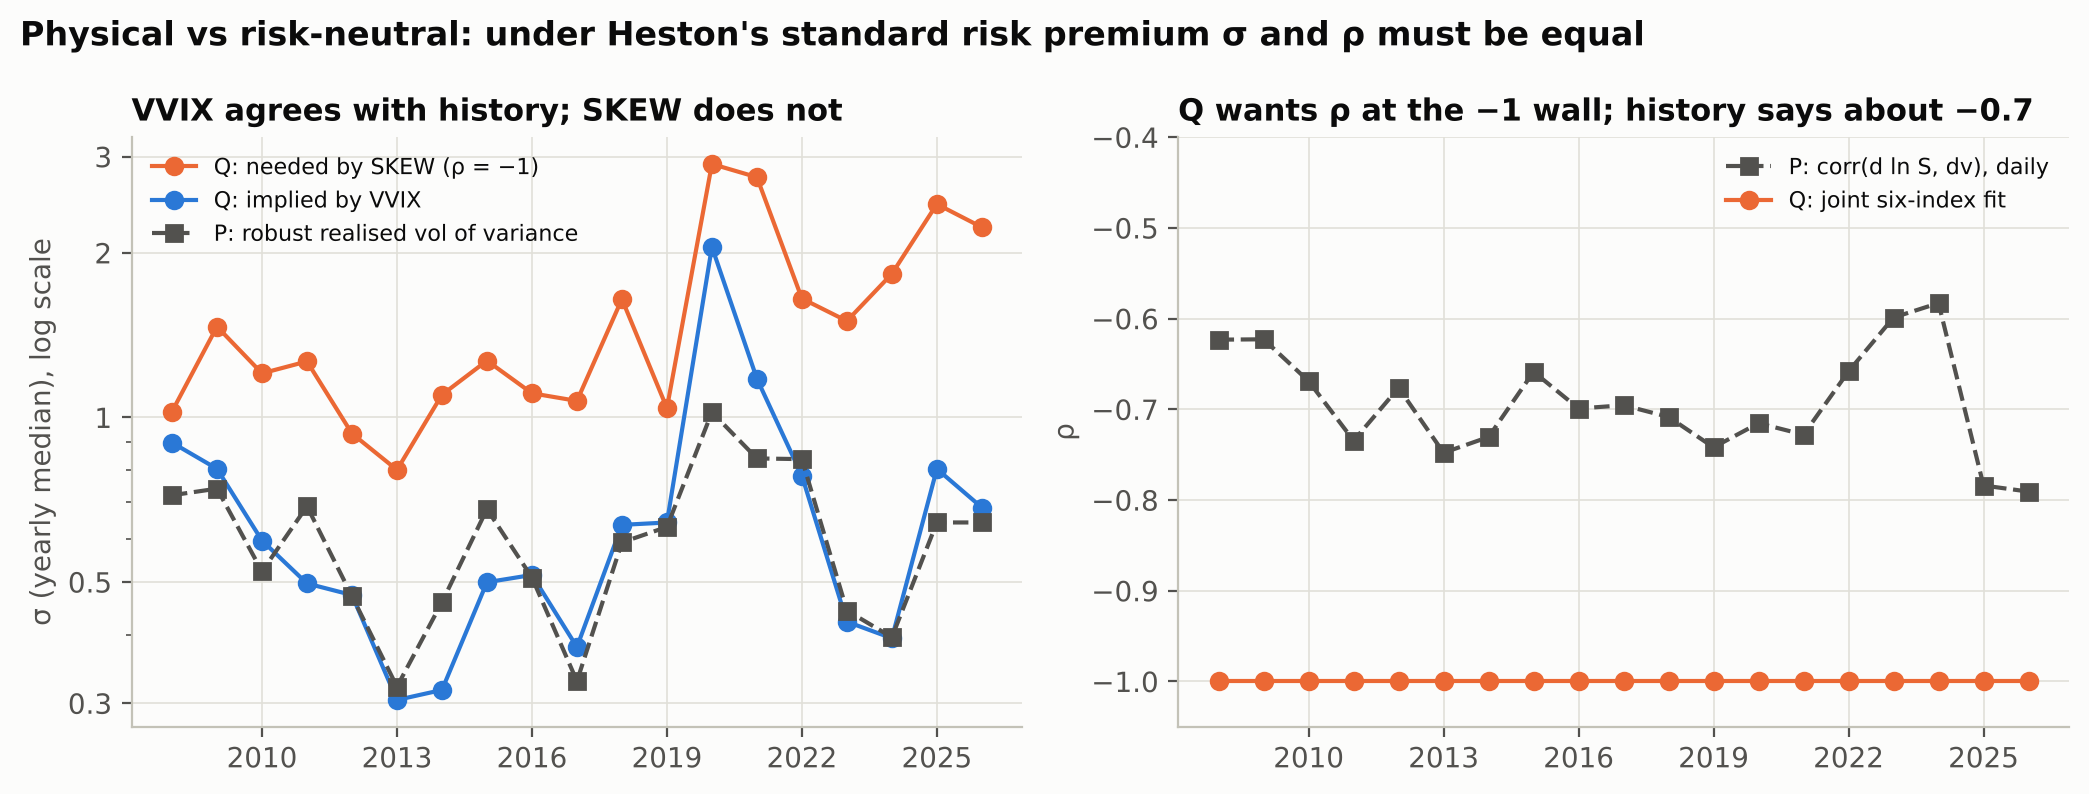 Physical vs risk-neutral: under Heston's standard risk premium σ and ρ must be equal
VVIX agrees with history; SKEW does not
Q: needed by SKEW (ρ = −1)
Q: implied by VVIX
P: robust realised vol of variance
σ (yearly median), log scale
3
2
1
0.5
0.3
2010
2013
2016
2019
2022
2025
Q wants ρ at the −1 wall; history says about −0.7
P: corr(d ln S, dv), daily
Q: joint six-index fit
ρ
−0.4
−0.5
−0.6
−0.7
−0.8
−0.9
−1.0
2010
2013
2016
2019
2022
2025